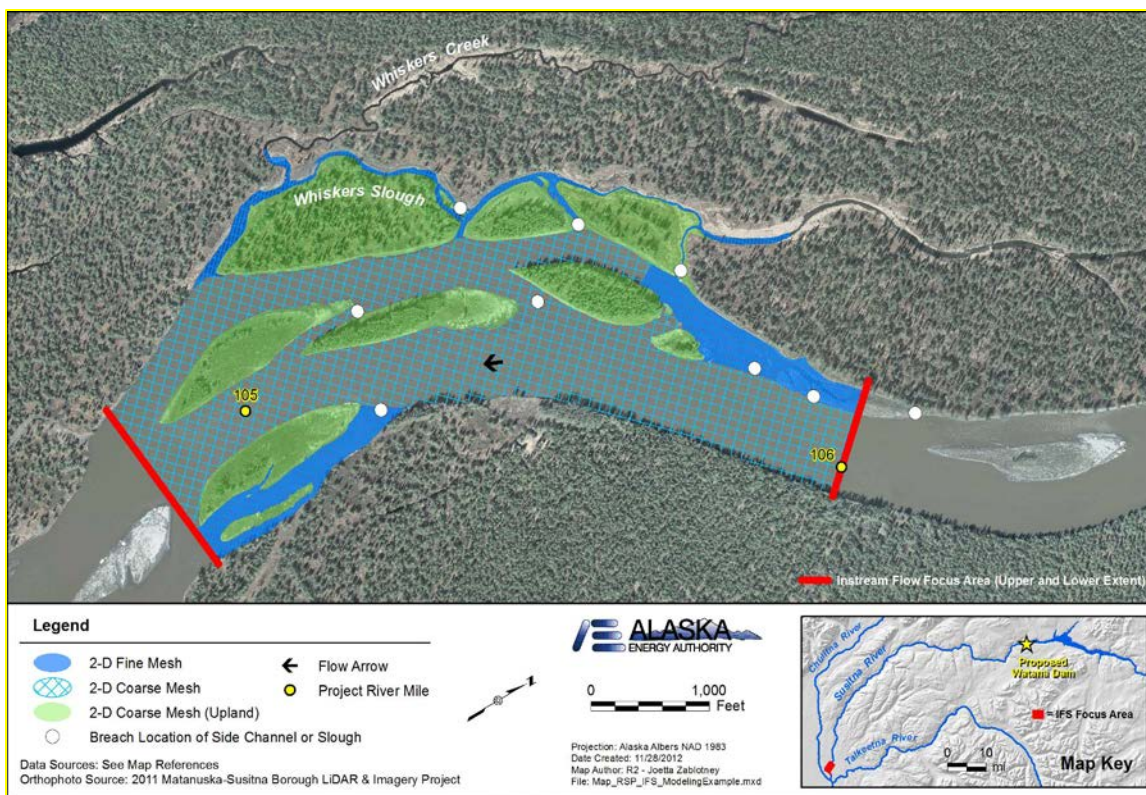 Whiskers Creek
Whiskers Slough
105
106
Instream Flow Focus Area (Upper and Lower Extent)
Legend
2-D Fine Mesh
2-D Coarse Mesh
2-D Coarse Mesh (Upland)
Breach Location of Side Channel or Slough
Flow Arrow
Project River Mile
Data Sources: See Map References
Orthophoto Source: 2011 Matanuska-Susitna Borough LiDAR & Imagery Project
ALASKA
ENERGY AUTHORITY
N
0 1,000
Feet
Projection: Alaska Albers NAD 1983
Date Created: 11/28/2012
Map Author: R2 - Joetta Zablotney
File: Map_RSP_IFS_ModelingExample.mxd
Chulitna River
Susitna River
Talkeetna River
Proposed
Watana Dam
= IFS Focus Area
0 10
mi
Map Key